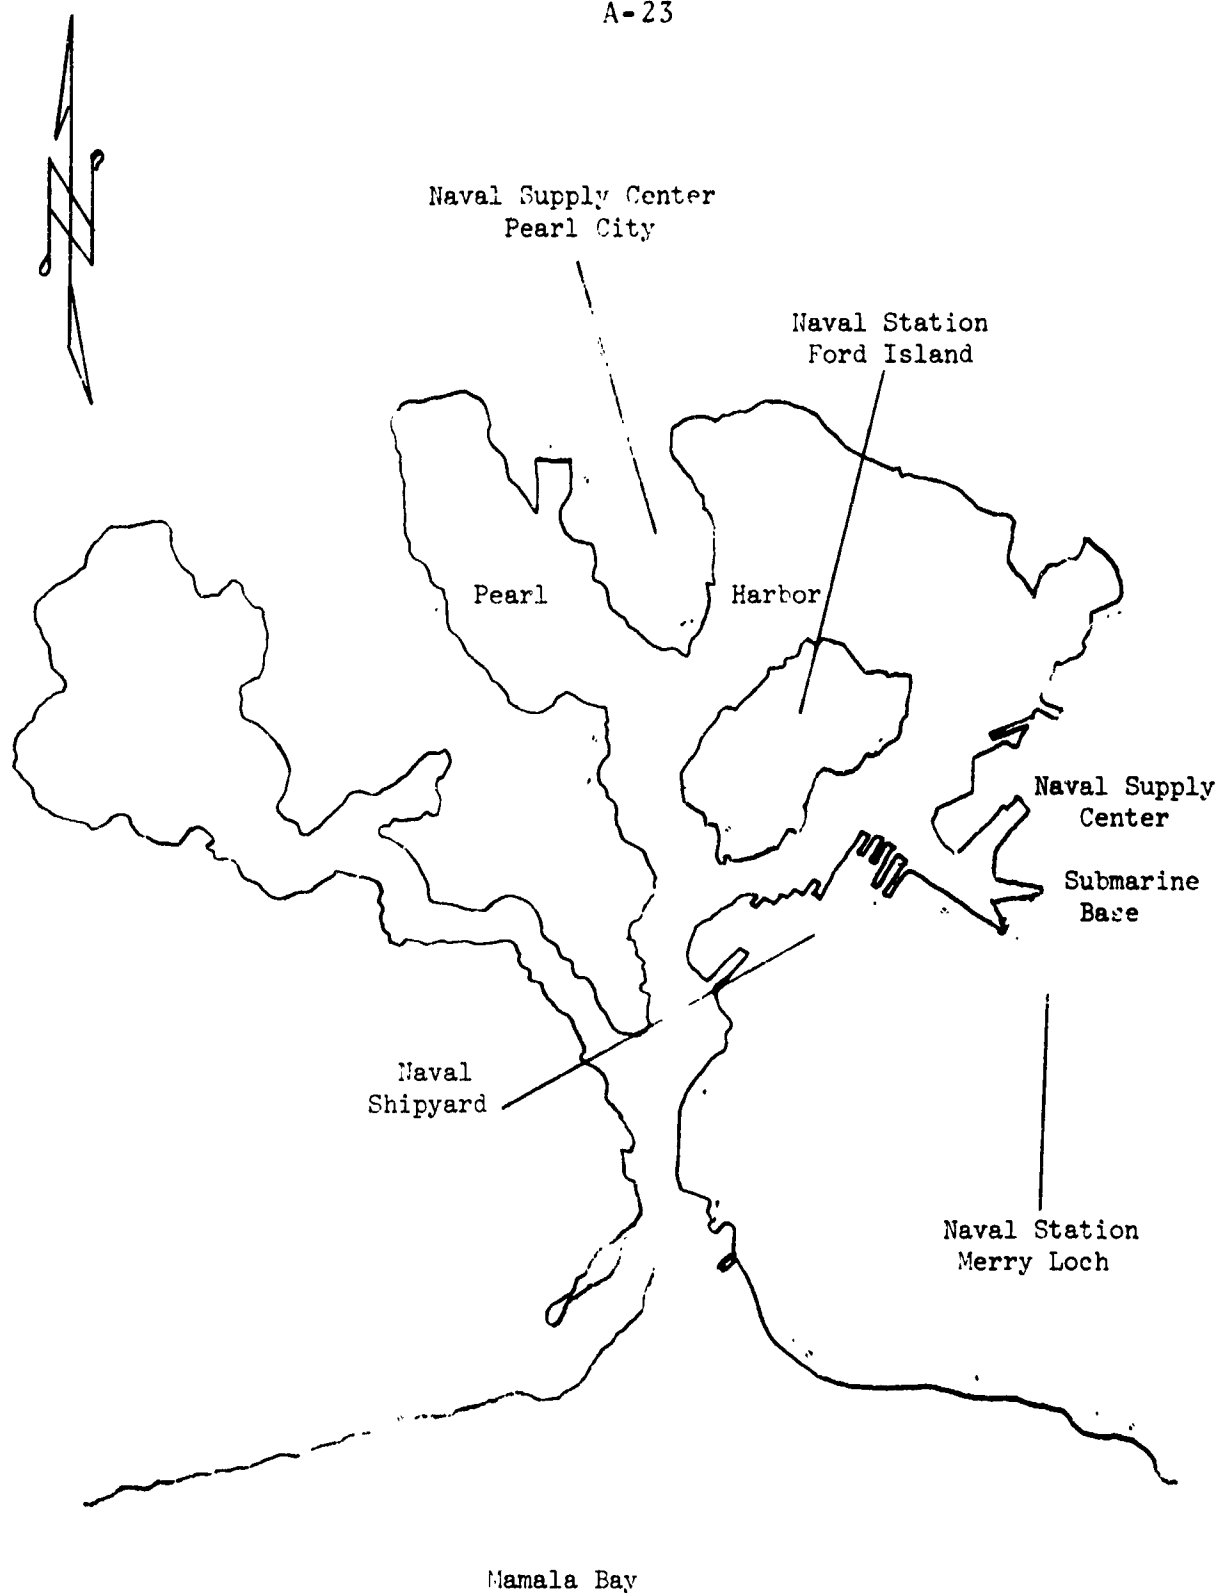 A-23
Naval Supply Center
Pearl City
Naval Station
Ford Island
Pearl Harbor
Naval Supply
Center
Submarine
Base
Naval
Shipyard
Naval Station
Merry Loch
Mamala Bay